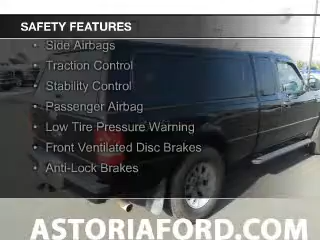 SAFETY FEATURES
• Side Airbags
• Traction Control
• Stability Control
• Passenger Airbag
• Low Tire Pressure Warning
• Front Ventilated Disc Brakes
• Anti-Lock Brakes
ASTORIAFORD.COM